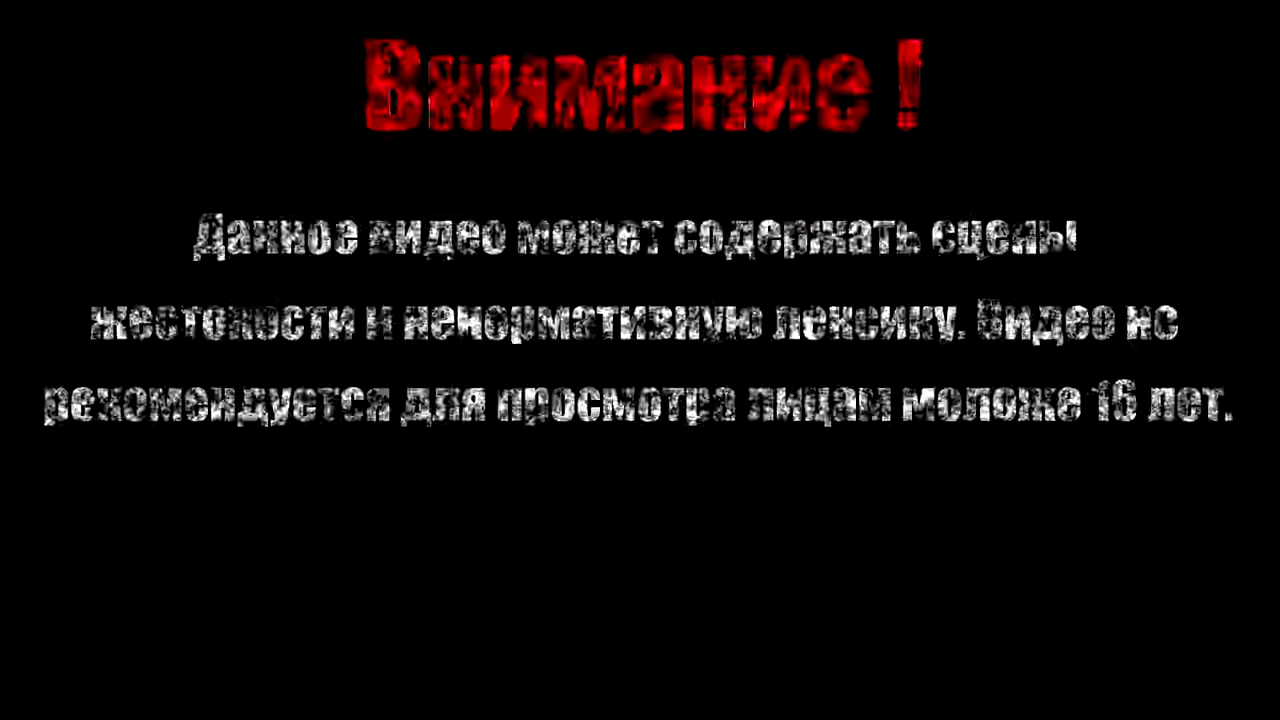 Внимание !
Данное видео может содержать сцены
жестокости и ненормативную лексику. Видео не
рекомендуется для просмотра лицам моложе 16 лет.